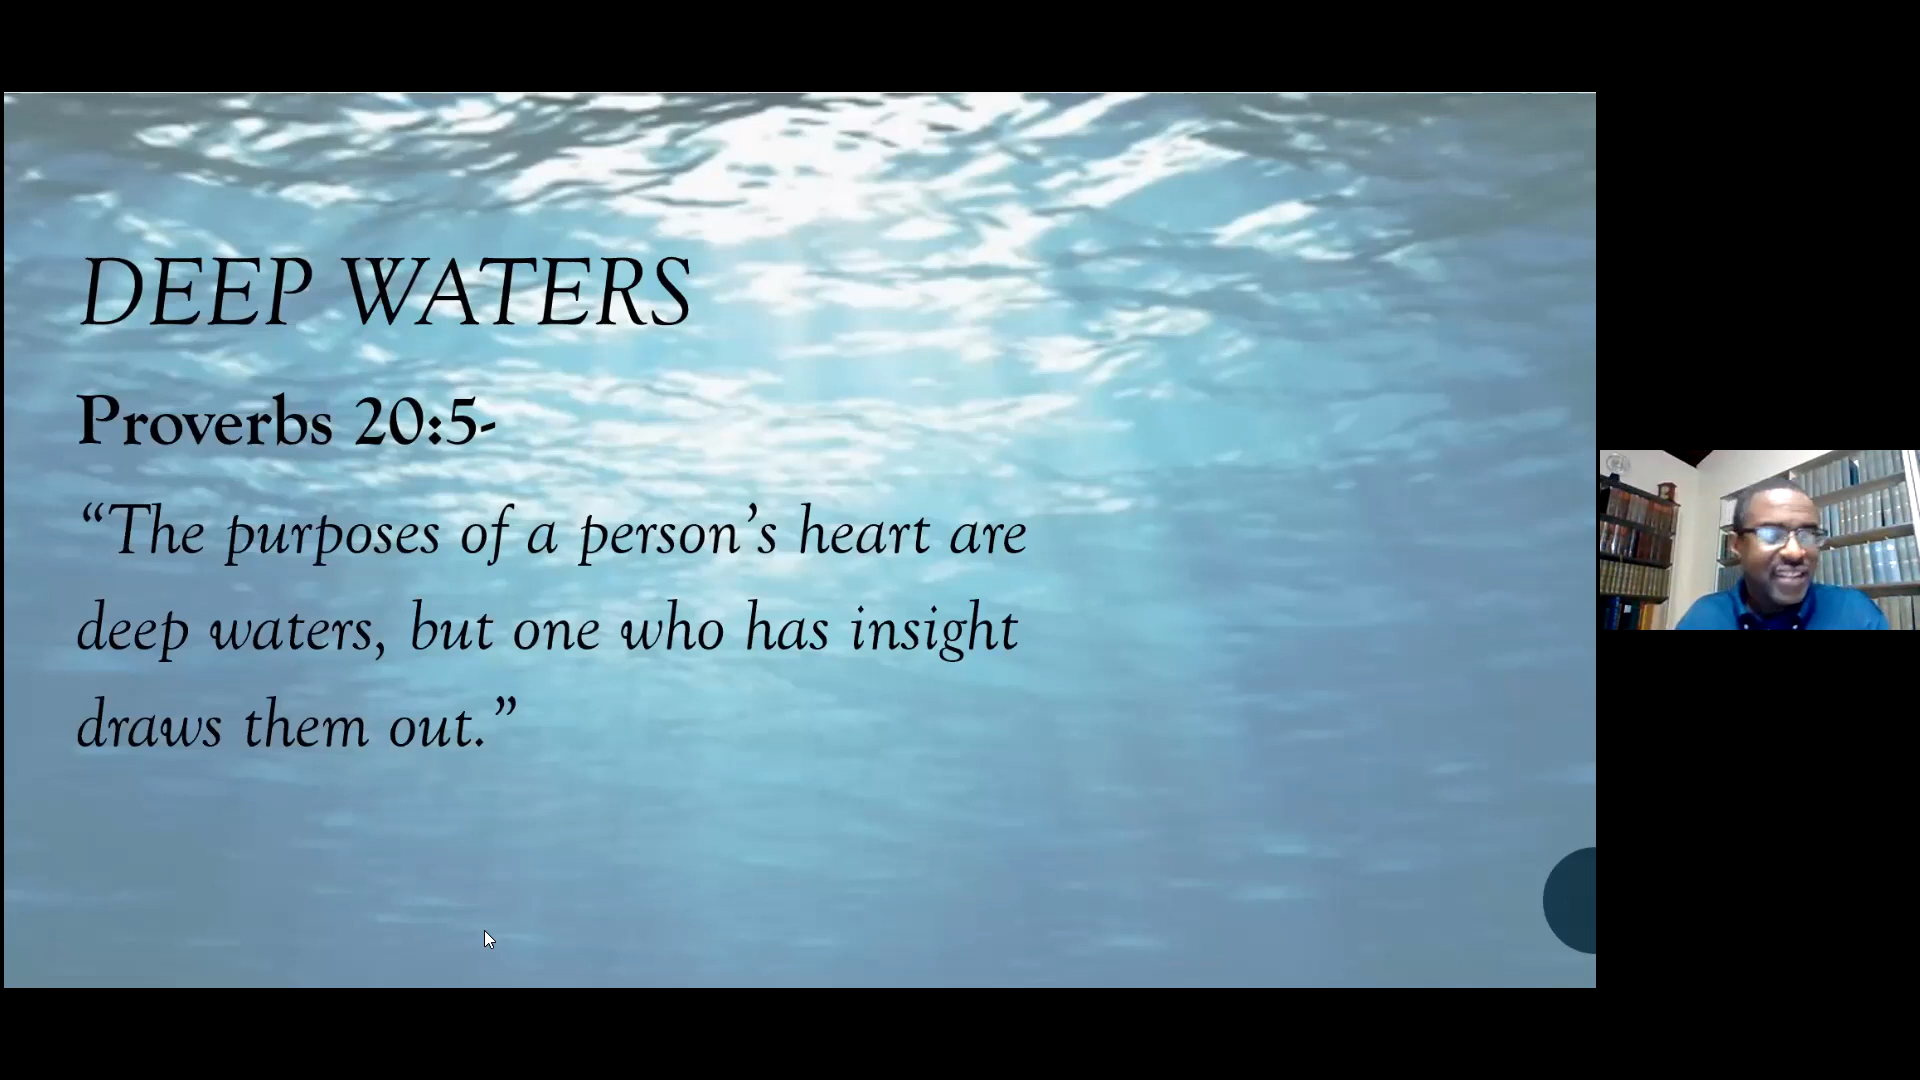 DEEP WATERS
Proverbs 20:5-
“The purposes of a person’s heart are
deep waters, but one who has insight
draws them out.”